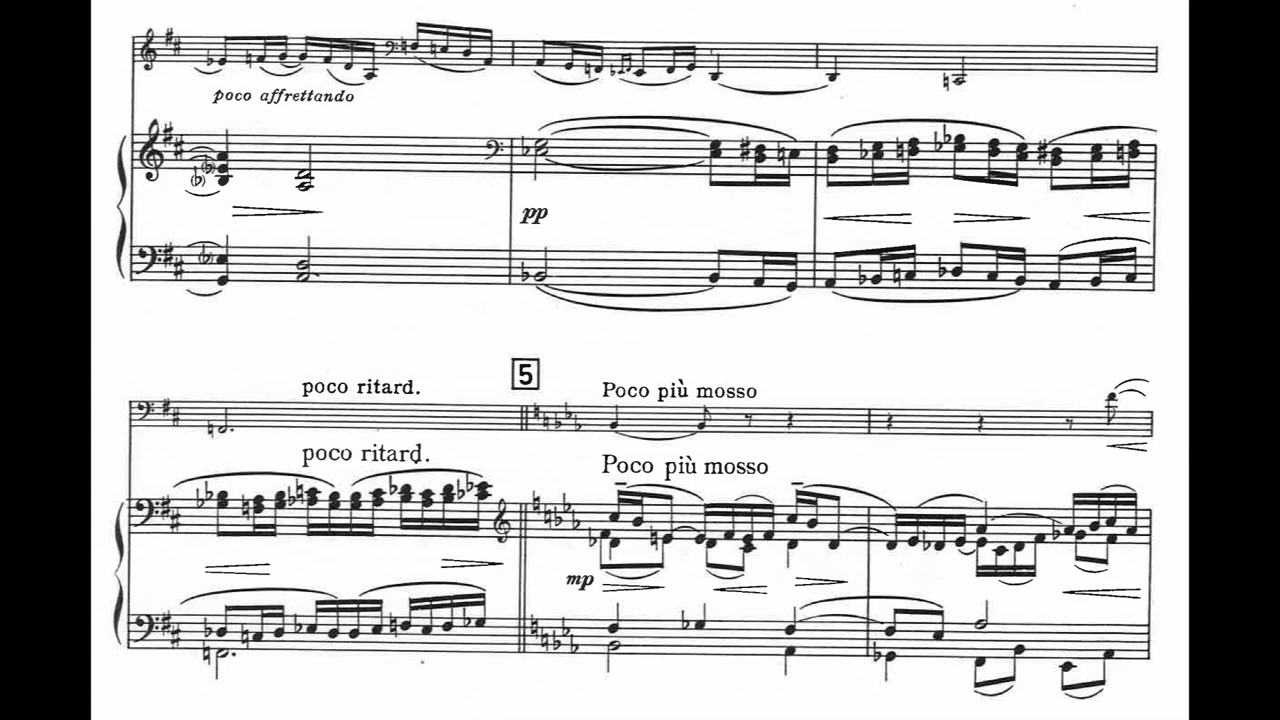 poco affrettando
pp
poco ritard.
5
Poco più mosso
poco ritard.
Poco più mosso
mp